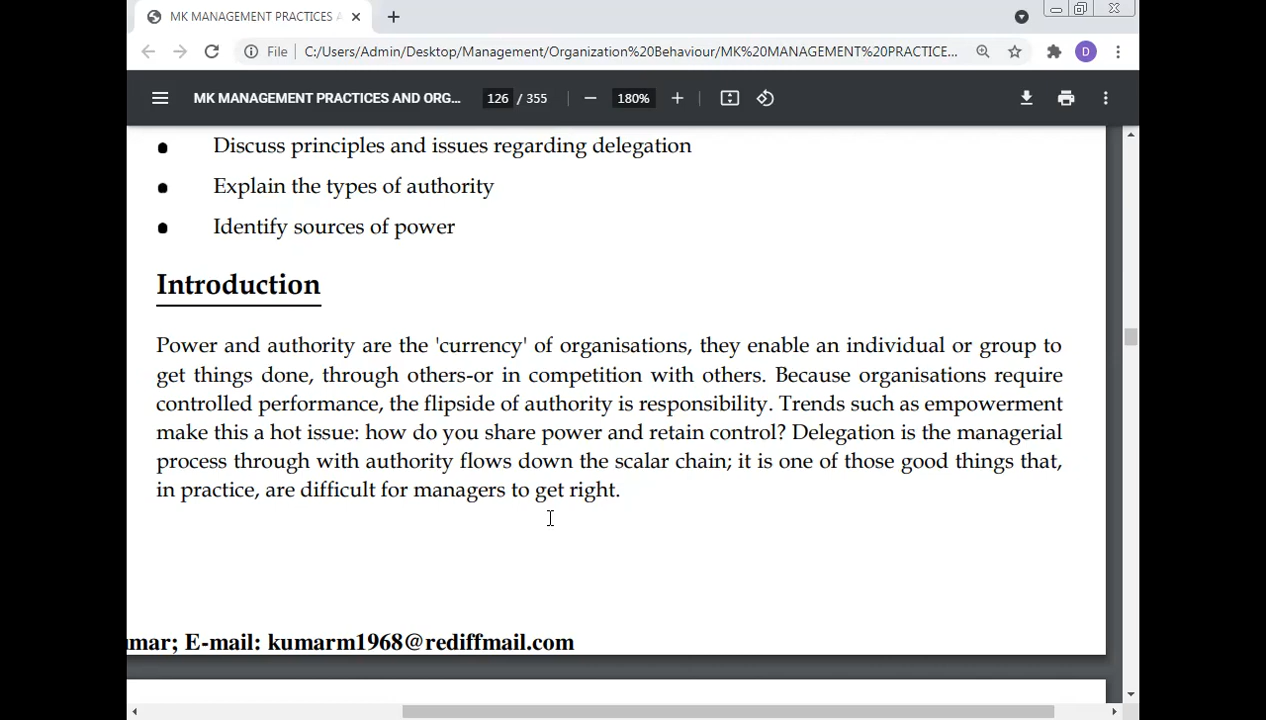 MK MANAGEMENT PRACTICES A
File C:/Users/Admin/Desktop/Management/Organization%20Behaviour/MK%20MANAGEMENT%20PRACTICE...
D
MK MANAGEMENT PRACTICES AND ORG... 126 / 355 180%
Discuss principles and issues regarding delegation
Explain the types of authority
Identify sources of power
Introduction
Power and authority are the 'currency' of organisations, they enable an individual or group to
get things done, through others-or in competition with others. Because organisations require
controlled performance, the flipside of authority is responsibility. Trends such as empowerment
make this a hot issue: how do you share power and retain control? Delegation is the managerial
process through with authority flows down the scalar chain; it is one of those good things that,
in practice, are difficult for managers to get right.
umar; E-mail: kumarm1968@rediffmail.com